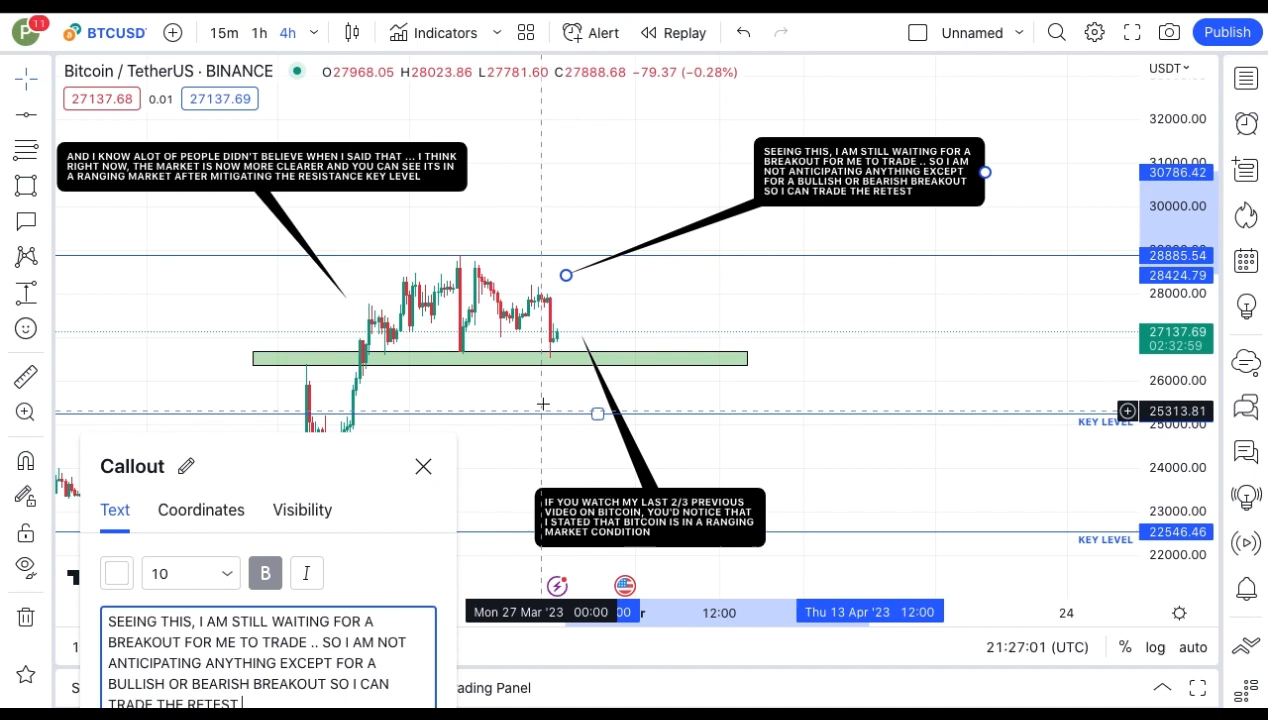 P 11 BTCUSDT 15m 1h 4h Indicators Alert Replay Unnamed Publish
Bitcoin / TetherUS · BINANCE O27968.05 H28023.86 L27781.60 C27888.68 −79.37 (−0.28%)
USDT
27137.68 0.01 27137.69
32000.00
AND I KNOW ALOT OF PEOPLE DIDN'T BELIEVE WHEN I SAID THAT ... I THINK
RIGHT NOW, THE MARKET IS NOW MORE CLEARER AND YOU CAN SEE ITS IN
A RANGING MARKET AFTER MITIGATING THE RESISTANCE KEY LEVEL
SEEING THIS, I AM STILL WAITING FOR A
BREAKOUT FOR ME TO TRADE .. SO I AM
NOT ANTICIPATING ANYTHING EXCEPT
FOR A BULLISH OR BEARISH BREAKOUT
SO I CAN TRADE THE RETEST
31000.00
30786.42
30000.00
28885.54
28424.79
28000.00
27137.69
02:32:59
26000.00
25313.81
25000.00
KEY LEVEL
24000.00
23000.00
22546.46
KEY LEVEL
22000.00
IF YOU WATCH MY LAST 2/3 PREVIOUS
VIDEO ON BITCOIN, YOU'D NOTICE THAT
I STATED THAT BITCOIN IS IN A RANGING
MARKET CONDITION
Callout
Text Coordinates Visibility
10 B I
SEEING THIS, I AM STILL WAITING FOR A
BREAKOUT FOR ME TO TRADE .. SO I AM NOT
ANTICIPATING ANYTHING EXCEPT FOR A
BULLISH OR BEARISH BREAKOUT SO I CAN
TRADE THE RETEST
Mon 27 Mar '23 00:00 :00 r 12:00 Thu 13 Apr '23 12:00 24
21:27:01 (UTC) % log auto
ading Panel